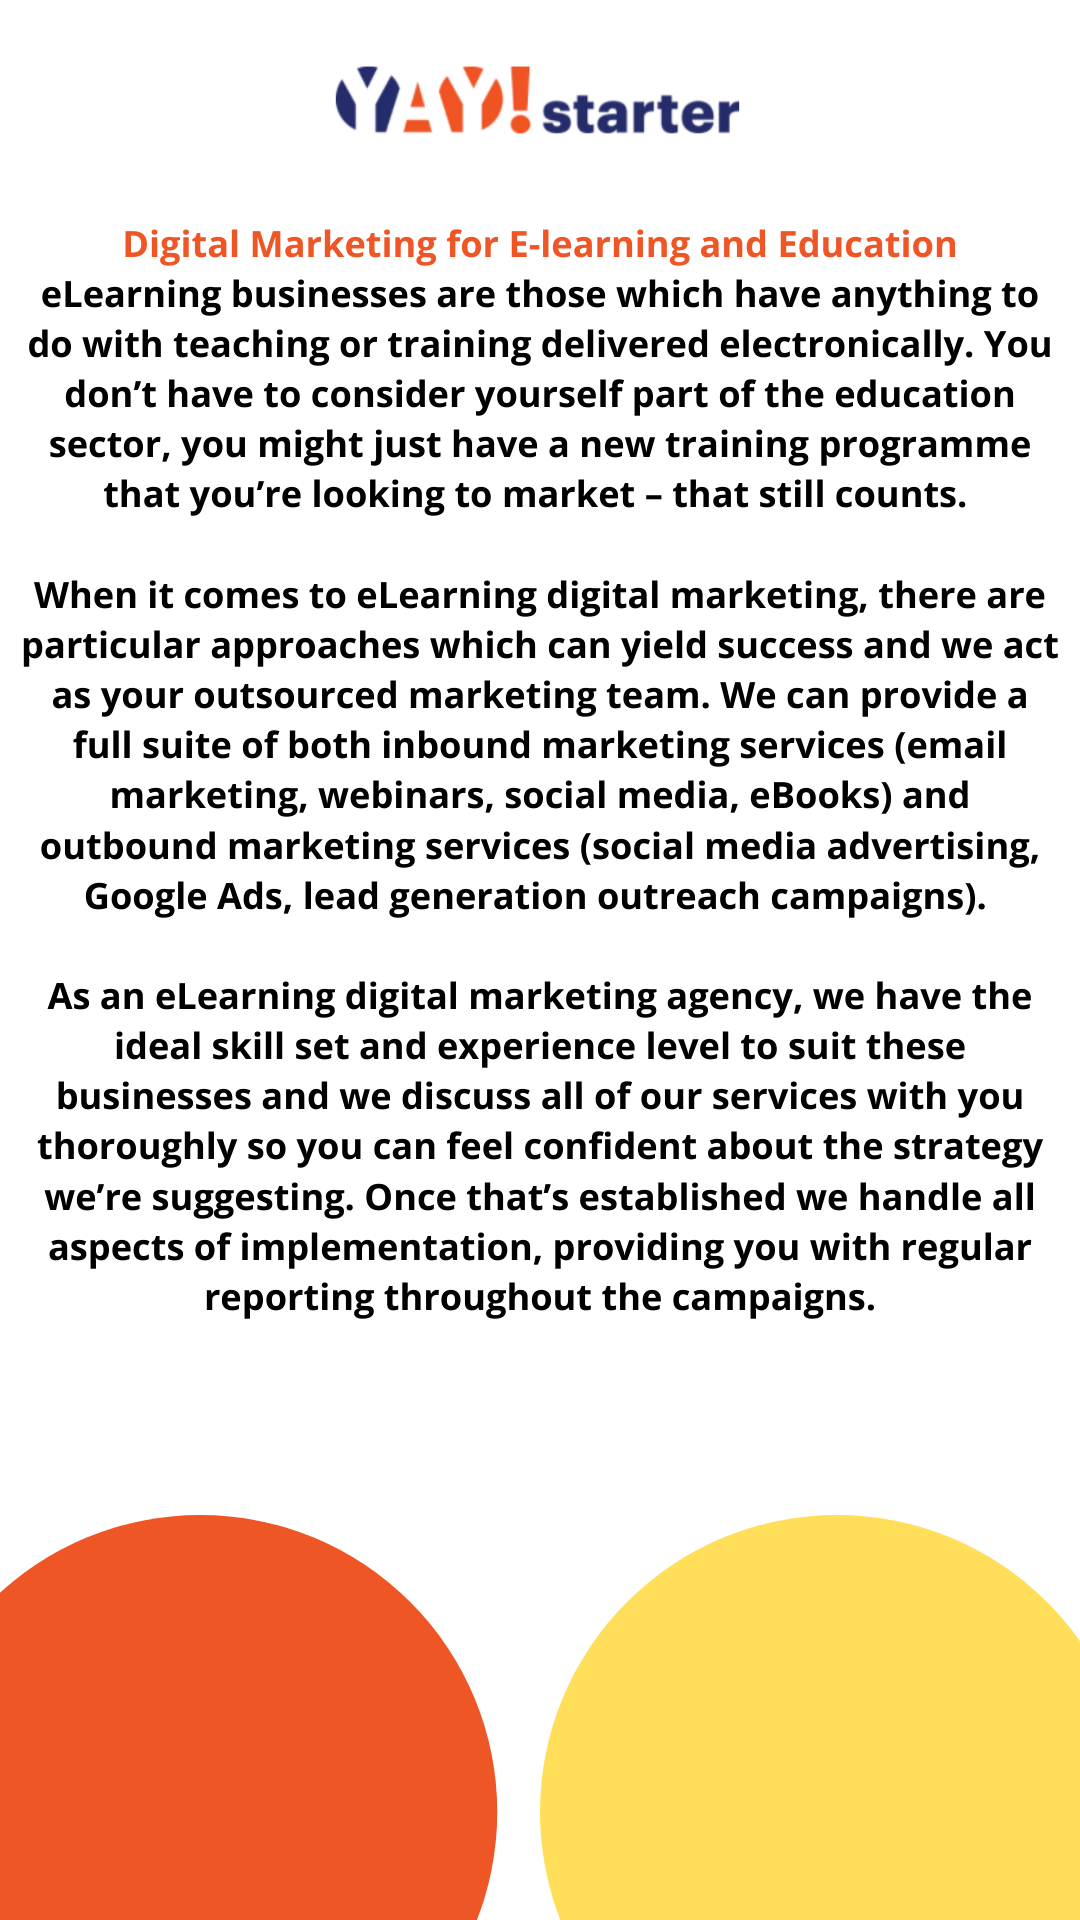 YAY! starter
Digital Marketing for E-learning and Education
eLearning businesses are those which have anything to
do with teaching or training delivered electronically. You
don’t have to consider yourself part of the education
sector, you might just have a new training programme
that you’re looking to market – that still counts.
When it comes to eLearning digital marketing, there are
particular approaches which can yield success and we act
as your outsourced marketing team. We can provide a
full suite of both inbound marketing services (email
marketing, webinars, social media, eBooks) and
outbound marketing services (social media advertising,
Google Ads, lead generation outreach campaigns).
As an eLearning digital marketing agency, we have the
ideal skill set and experience level to suit these
businesses and we discuss all of our services with you
thoroughly so you can feel confident about the strategy
we’re suggesting. Once that’s established we handle all
aspects of implementation, providing you with regular
reporting throughout the campaigns.